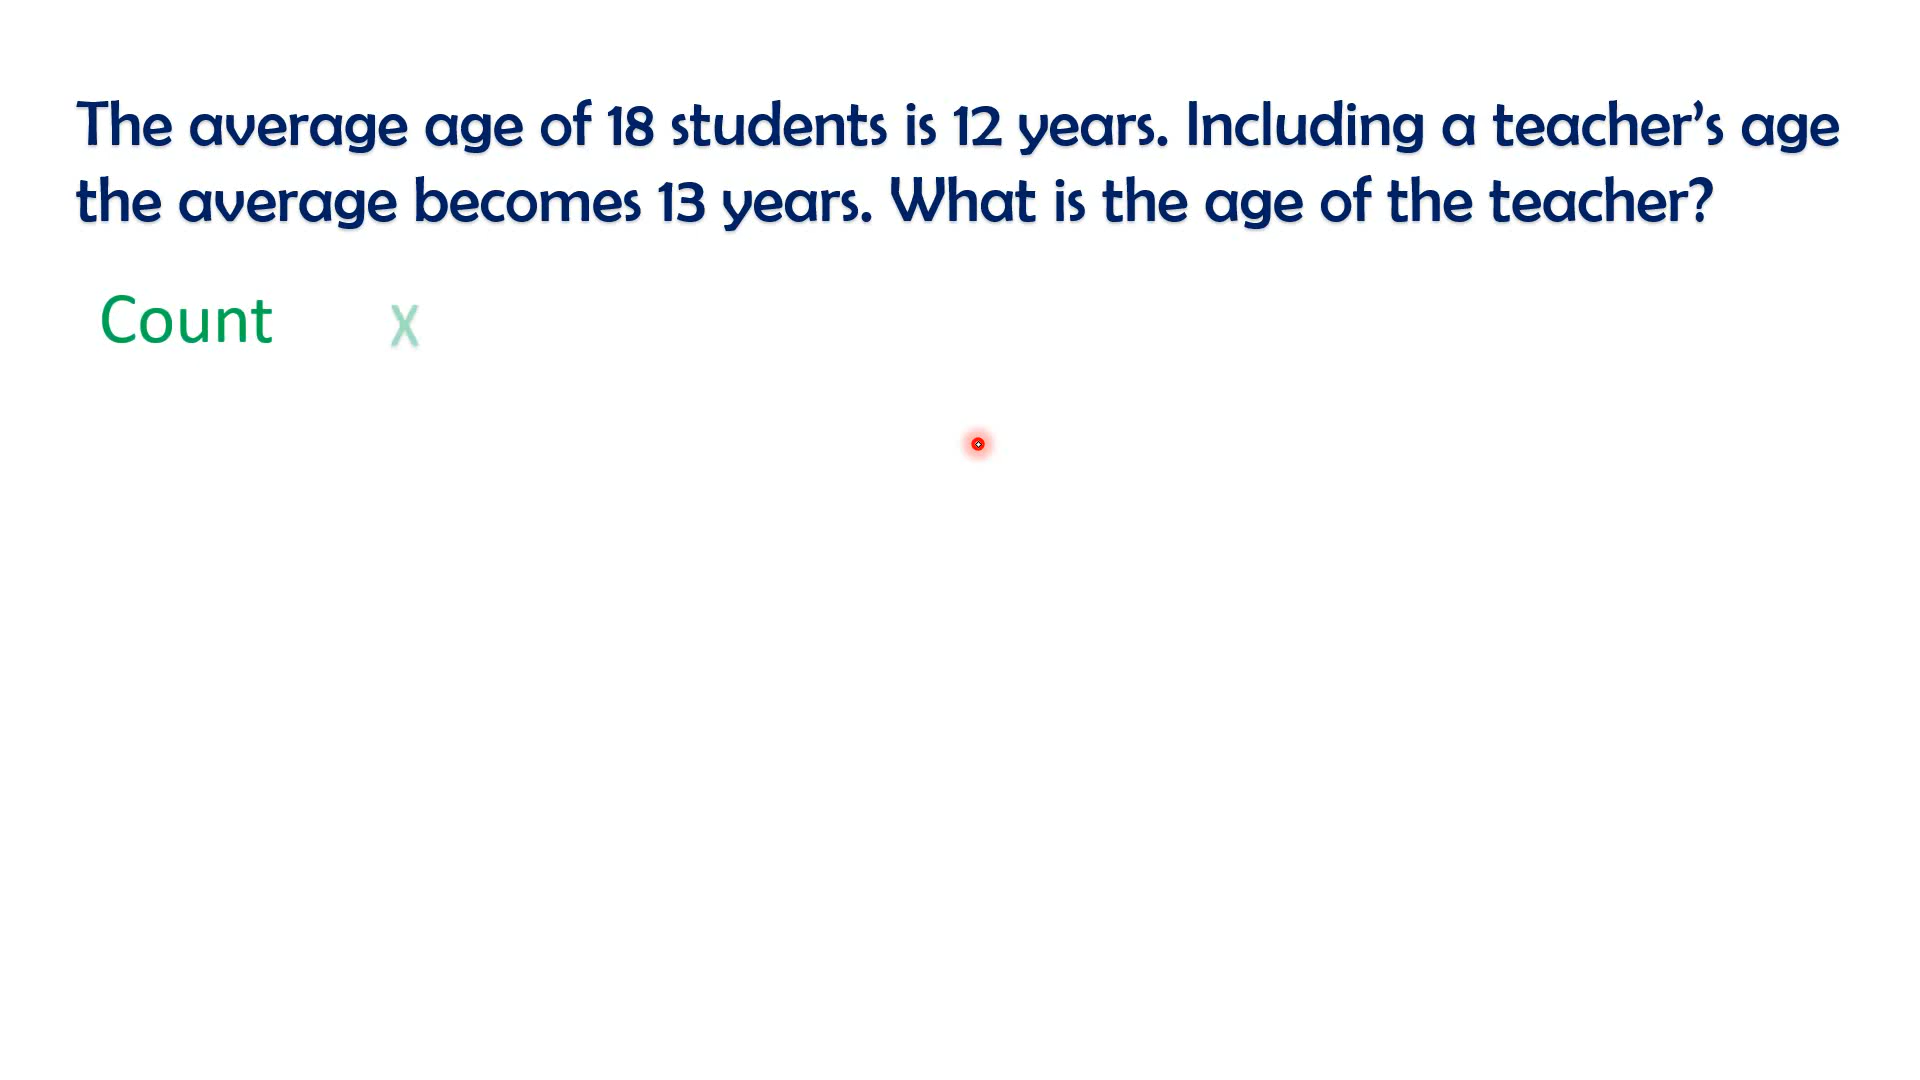 The average age of 18 students is 12 years. Including a teacher’s age
the average becomes 13 years. What is the age of the teacher?
Count X